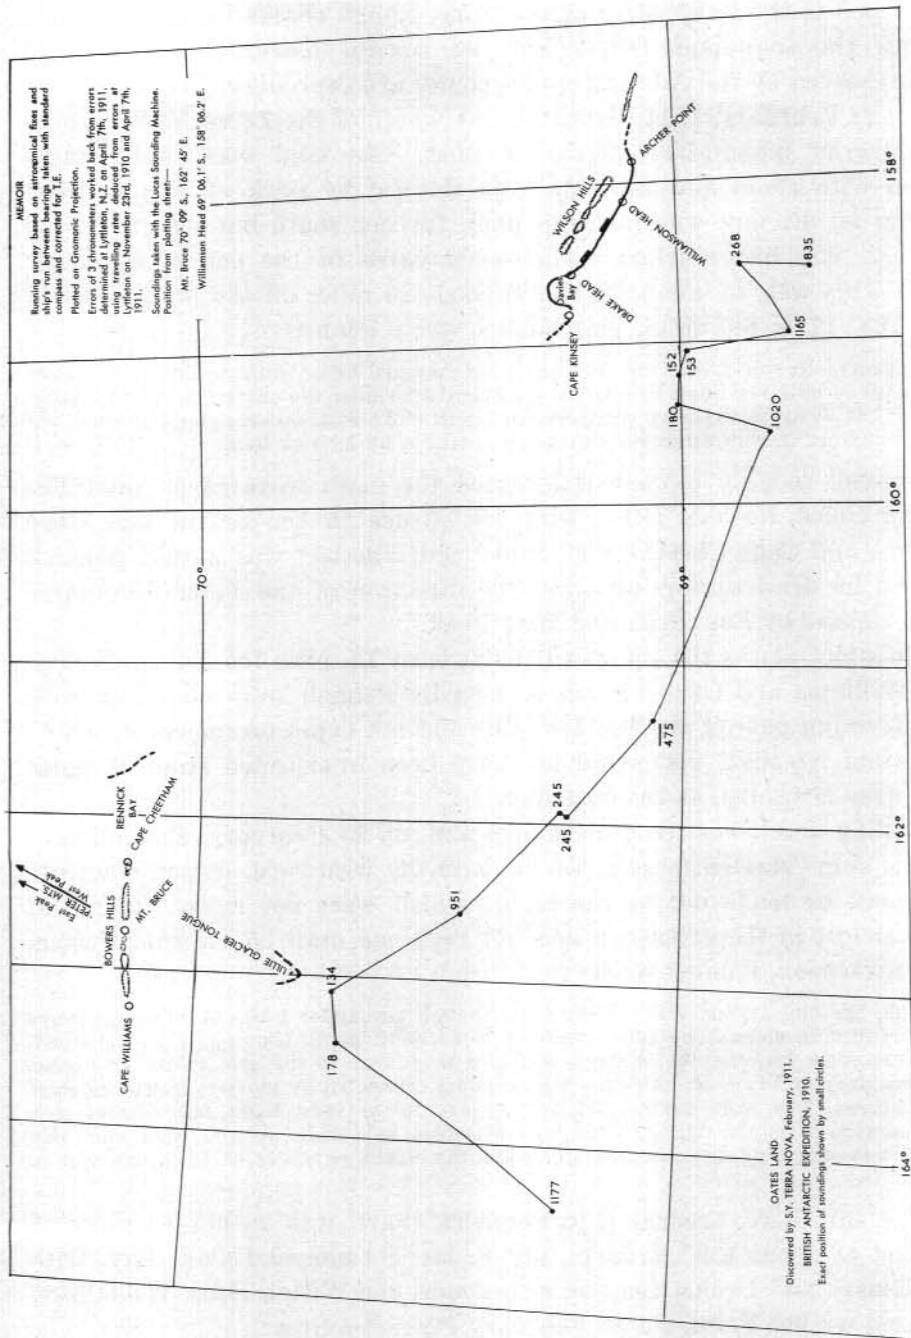 MEMOIR
Running survey based on astronomical fixes and
ship's run between bearings taken with standard
compass and corrected for T.E.
Plotted on Gnomonic Projection.
Errors of 3 chronometers worked back from errors
determined at Lyttleton, N.Z. on April 7th, 1911,
using travelling rates deduced from errors at
Lyttleton on November 23rd, 1910 and April 7th,
1911.
Soundings taken with the Lucas Sounding Machine.
Position from plotting sheet—
Mt. Bruce 70° 09' S., 162° 45' E.
Williamson Head 69° 06.1' S., 158° 06.2' E.
East Peak
PETER MTS.
West Peak
CAPE WILLIAMS
BOWERS HILLS
MT. BRUCE
CAPE CHEETHAM
RENNICK
BAY
LILLIE GLACIER TONGUE
70°
CAPE KINSEY
Davies
Bay
DRAKE HEAD
WILSON HILLS
WILLIAMSON HEAD
ARCHER POINT
1177
178
134
951
245
245
475
1020
180
152
153
1165
268
835
69°
164°
162°
160°
158°
OATES LAND
Discovered by S.Y. TERRA NOVA, February, 1911.
BRITISH ANTARCTIC EXPEDITION, 1910.
Exact position of soundings shown by small circle.